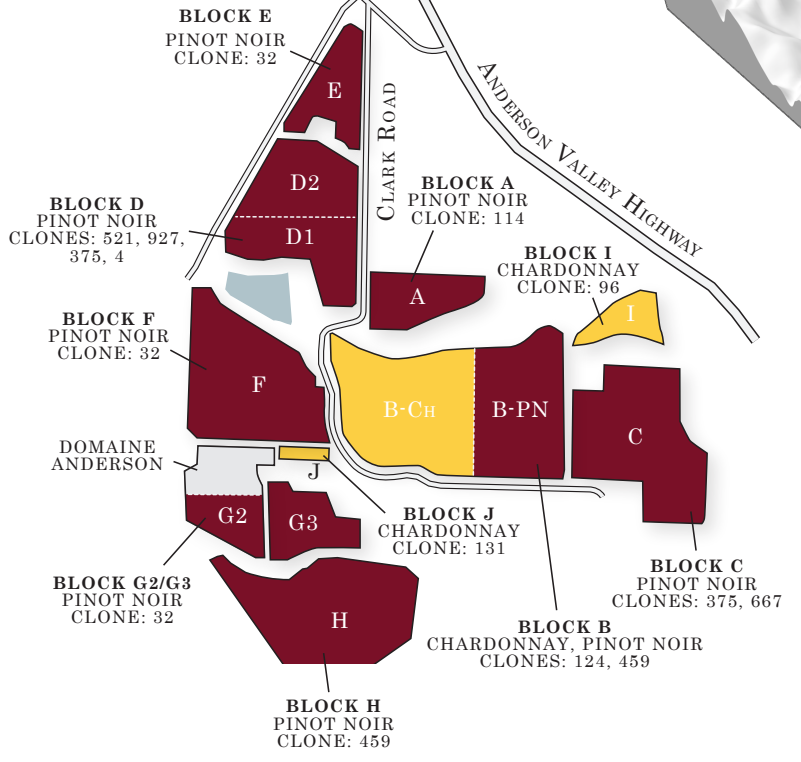 BLOCK E
PINOT NOIR
CLONE: 32
E
CLARK ROAD
ANDERSON VALLEY HIGHWAY
D2
D1
BLOCK D
PINOT NOIR
CLONES: 521, 927,
375, 4
BLOCK A
PINOT NOIR
CLONE: 114
A
BLOCK I
CHARDONNAY
CLONE: 96
I
BLOCK F
PINOT NOIR
CLONE: 32
F
B-CH
B-PN
C
DOMAINE
ANDERSON
J
G2
G3
BLOCK J
CHARDONNAY
CLONE: 131
BLOCK G2/G3
PINOT NOIR
CLONE: 32
BLOCK C
PINOT NOIR
CLONES: 375, 667
H
BLOCK B
CHARDONNAY, PINOT NOIR
CLONES: 124, 459
BLOCK H
PINOT NOIR
CLONE: 459